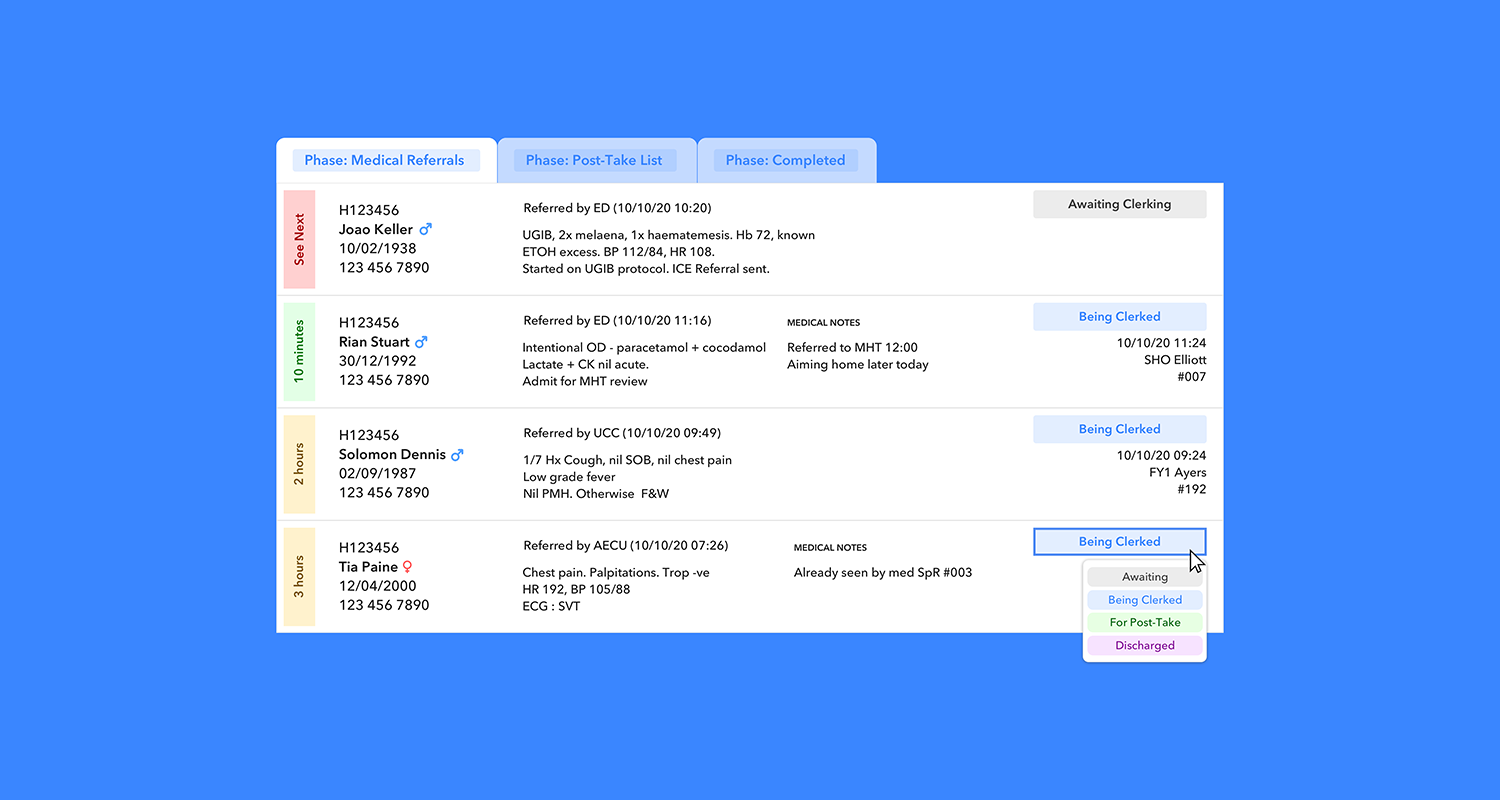 Phase: Medical Referrals
Phase: Post-Take List
Phase: Completed
See Next
H123456
Joao Keller
10/02/1938
123 456 7890
Referred by ED (10/10/20 10:20)
UGIB, 2x melaena, 1x haematemesis. Hb 72, known
ETOH excess. BP 112/84, HR 108.
Started on UGIB protocol. ICE Referral sent.
Awaiting Clerking
10 minutes
H123456
Rian Stuart
30/12/1992
123 456 7890
Referred by ED (10/10/20 11:16)
Intentional OD - paracetamol + cocodamol
Lactate + CK nil acute.
Admit for MHT review
MEDICAL NOTES
Referred to MHT 12:00
Aiming home later today
Being Clerked
10/10/20 11:24
SHO Elliott
#007
2 hours
H123456
Solomon Dennis
02/09/1987
123 456 7890
Referred by UCC (10/10/20 09:49)
1/7 Hx Cough, nil SOB, nil chest pain
Low grade fever
Nil PMH. Otherwise  F&W
Being Clerked
10/10/20 09:24
FY1 Ayers
#192
3 hours
H123456
Tia Paine
12/04/2000
123 456 7890
Referred by AECU (10/10/20 07:26)
Chest pain. Palpitations. Trop -ve
HR 192, BP 105/88
ECG : SVT
MEDICAL NOTES
Already seen by med SpR #003
Being Clerked
Awaiting
Being Clerked
For Post-Take
Discharged